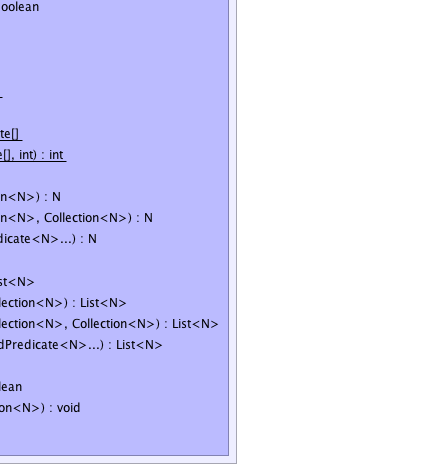 oolean
te[]
e[], int) : int
n<N>) : N
n<N>, Collection<N>) : N
dicate<N>...) : N
st<N>
lection<N>) : List<N>
lection<N>, Collection<N>) : List<N>
dPredicate<N>...) : List<N>
lean
on<N>) : void